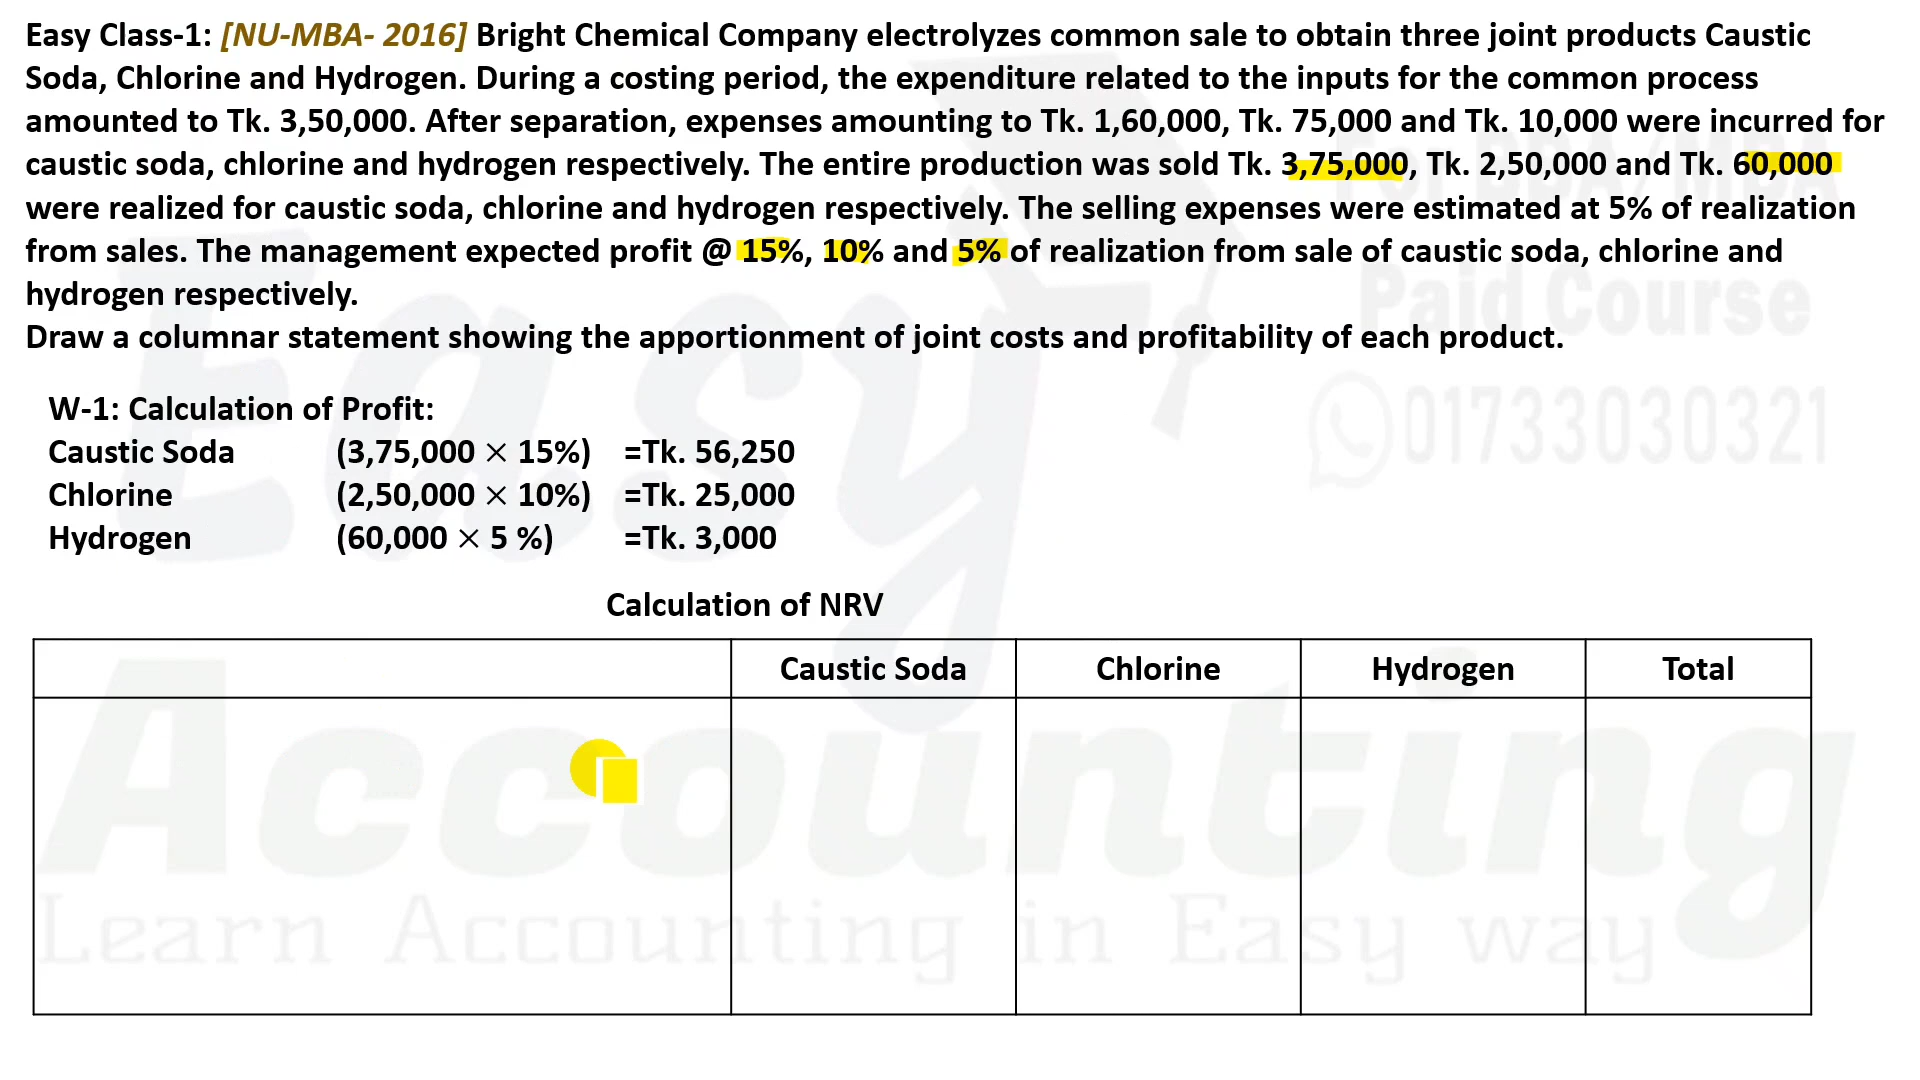 Easy Class-1: [NU-MBA- 2016] Bright Chemical Company electrolyzes common sale to obtain three joint products Caustic
Soda, Chlorine and Hydrogen. During a costing period, the expenditure related to the inputs for the common process
amounted to Tk. 3,50,000. After separation, expenses amounting to Tk. 1,60,000, Tk. 75,000 and Tk. 10,000 were incurred for
caustic soda, chlorine and hydrogen respectively. The entire production was sold Tk. 3,75,000, Tk. 2,50,000 and Tk. 60,000
were realized for caustic soda, chlorine and hydrogen respectively. The selling expenses were estimated at 5% of realization
from sales. The management expected profit @ 15%, 10% and 5% of realization from sale of caustic soda, chlorine and
hydrogen respectively.
Draw a columnar statement showing the apportionment of joint costs and profitability of each product.
Paid Course
01733030321
W-1: Calculation of Profit:
Caustic Soda (3,75,000 × 15%) =Tk. 56,250
Chlorine (2,50,000 × 10%) =Tk. 25,000
Hydrogen (60,000 × 5 %) =Tk. 3,000
Calculation of NRV
Caustic Soda Chlorine Hydrogen Total
Easy
Accounting
Learn Accounting in Easy way